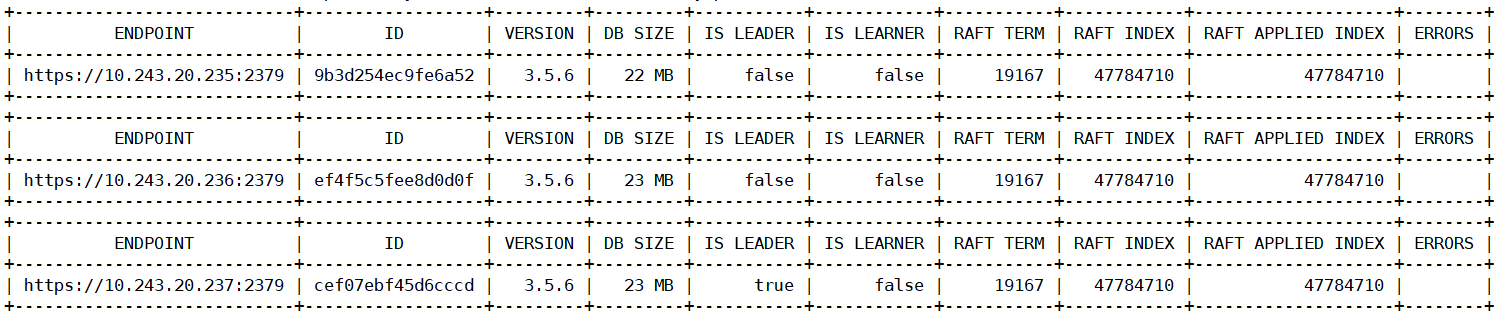 +----------------------------+------------------+---------+---------+-----------+------------+-----------+------------+--------------------+--------+
|          ENDPOINT          |        ID        | VERSION | DB SIZE | IS LEADER | IS LEARNER | RAFT TERM | RAFT INDEX | RAFT APPLIED INDEX | ERRORS |
+----------------------------+------------------+---------+---------+-----------+------------+-----------+------------+--------------------+--------+
| https://10.243.20.235:2379 | 9b3d254ec9fe6a52 |   3.5.6 |   22 MB |     false |      false |     19167 |   47784710 |           47784710 |        |
+----------------------------+------------------+---------+---------+-----------+------------+-----------+------------+--------------------+--------+
+----------------------------+------------------+---------+---------+-----------+------------+-----------+------------+--------------------+--------+
|          ENDPOINT          |        ID        | VERSION | DB SIZE | IS LEADER | IS LEARNER | RAFT TERM | RAFT INDEX | RAFT APPLIED INDEX | ERRORS |
+----------------------------+------------------+---------+---------+-----------+------------+-----------+------------+--------------------+--------+
| https://10.243.20.236:2379 | ef4f5c5fee8d0d0f |   3.5.6 |   23 MB |     false |      false |     19167 |   47784710 |           47784710 |        |
+----------------------------+------------------+---------+---------+-----------+------------+-----------+------------+--------------------+--------+
+----------------------------+------------------+---------+---------+-----------+------------+-----------+------------+--------------------+--------+
|          ENDPOINT          |        ID        | VERSION | DB SIZE | IS LEADER | IS LEARNER | RAFT TERM | RAFT INDEX | RAFT APPLIED INDEX | ERRORS |
+----------------------------+------------------+---------+---------+-----------+------------+-----------+------------+--------------------+--------+
| https://10.243.20.237:2379 | cef07ebf45d6cccd |   3.5.6 |   23 MB |      true |      false |     19167 |   47784710 |           47784710 |        |
+----------------------------+------------------+---------+---------+-----------+------------+-----------+------------+--------------------+--------+